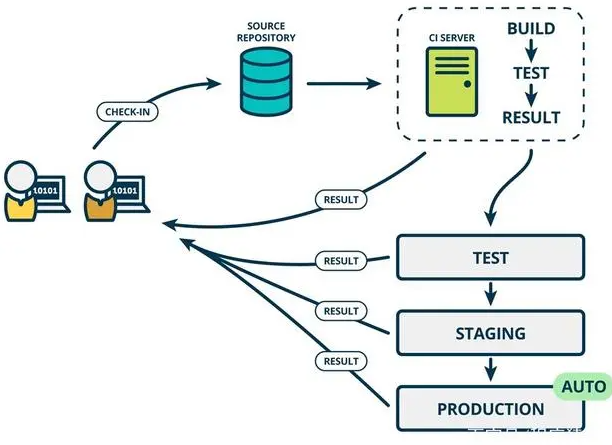 SOURCE
REPOSITORY
CI SERVER
BUILD
TEST
RESULT
CHECK-IN
10101
10101
RESULT
RESULT
TEST
RESULT
STAGING
RESULT
AUTO
PRODUCTION